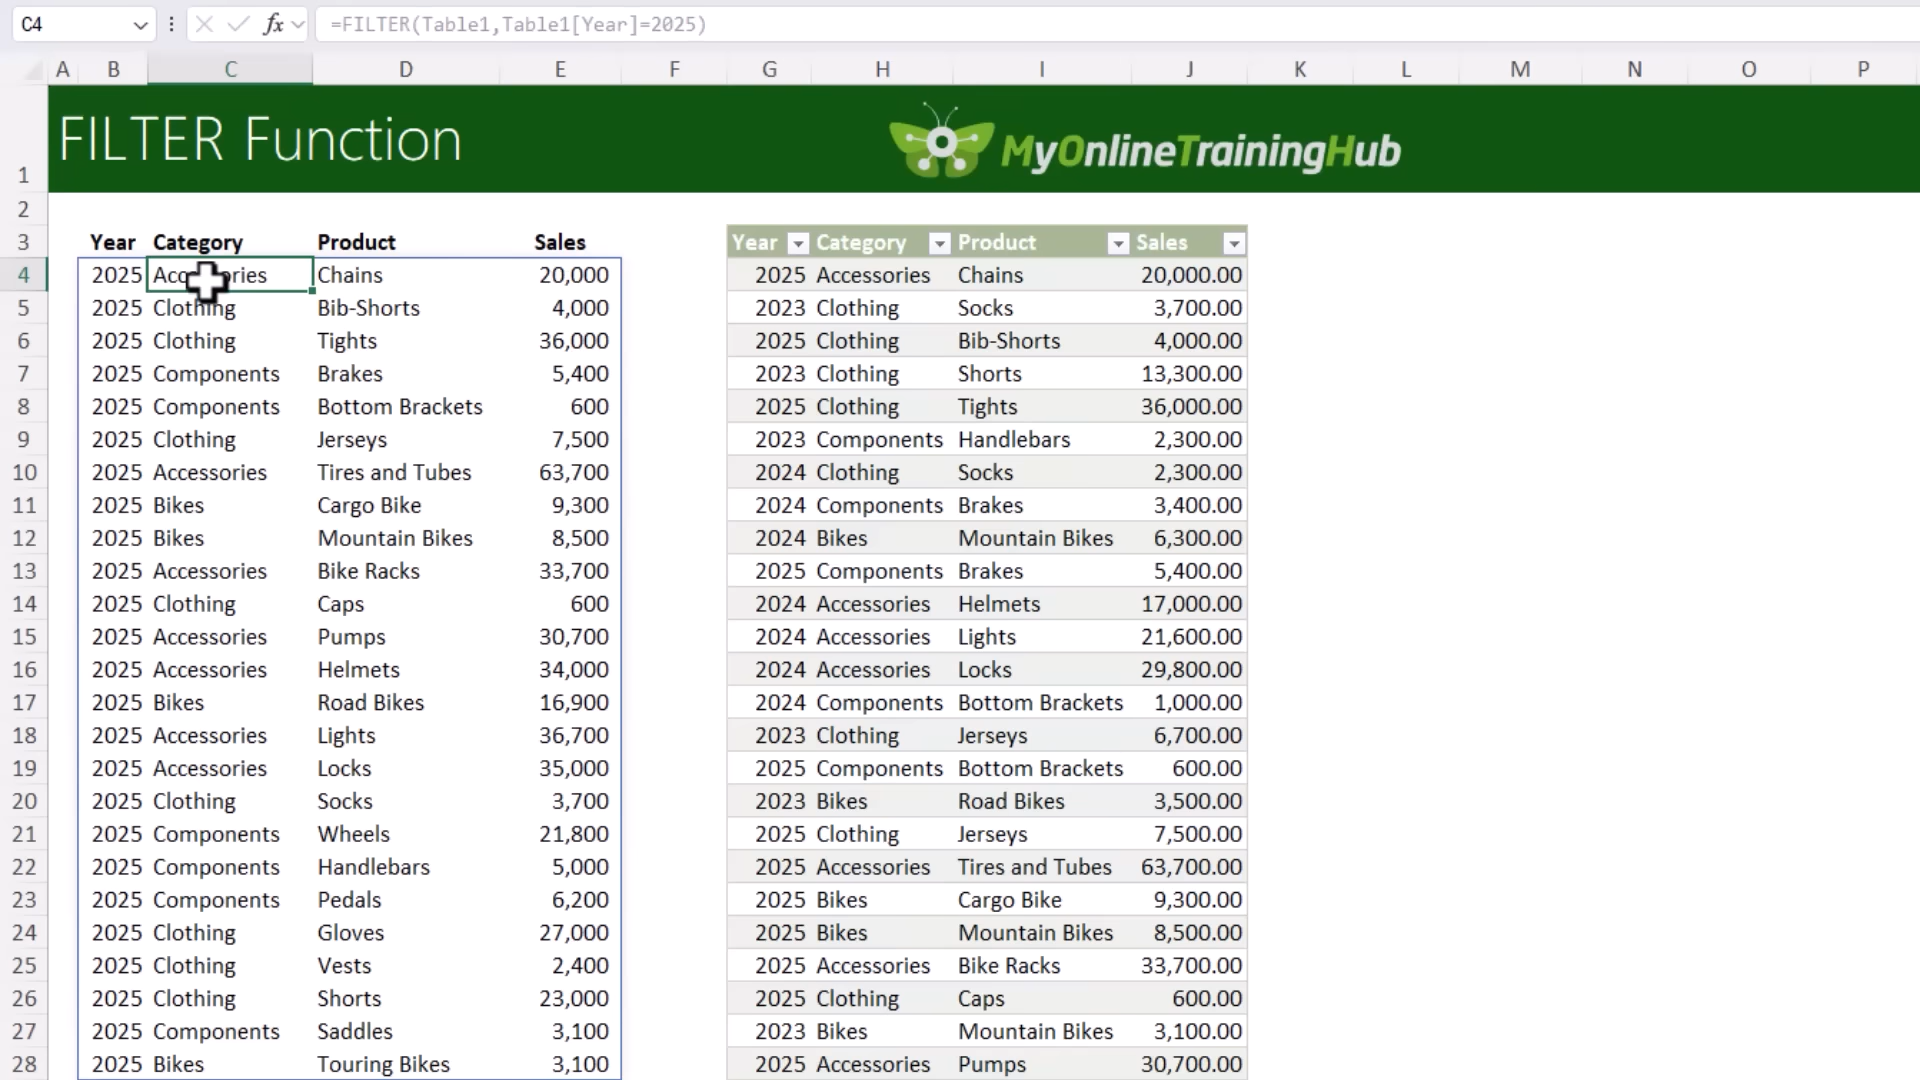 C4 fx =FILTER(Table1,Table1[Year]=2025)
A B C D E F G H I J K L M N O P
1 FILTER Function MyOnlineTrainingHub
2
3 Year Category Product Sales Year Category Product Sales
4 2025 Accessories Chains 20,000 2025 Accessories Chains 20,000.00
5 2025 Clothing Bib-Shorts 4,000 2023 Clothing Socks 3,700.00
6 2025 Clothing Tights 36,000 2025 Clothing Bib-Shorts 4,000.00
7 2025 Components Brakes 5,400 2023 Clothing Shorts 13,300.00
8 2025 Components Bottom Brackets 600 2025 Clothing Tights 36,000.00
9 2025 Clothing Jerseys 7,500 2023 Components Handlebars 2,300.00
10 2025 Accessories Tires and Tubes 63,700 2024 Clothing Socks 2,300.00
11 2025 Bikes Cargo Bike 9,300 2024 Components Brakes 3,400.00
12 2025 Bikes Mountain Bikes 8,500 2024 Bikes Mountain Bikes 6,300.00
13 2025 Accessories Bike Racks 33,700 2025 Components Brakes 5,400.00
14 2025 Clothing Caps 600 2024 Accessories Helmets 17,000.00
15 2025 Accessories Pumps 30,700 2024 Accessories Lights 21,600.00
16 2025 Accessories Helmets 34,000 2024 Accessories Locks 29,800.00
17 2025 Bikes Road Bikes 16,900 2024 Components Bottom Brackets 1,000.00
18 2025 Accessories Lights 36,700 2023 Clothing Jerseys 6,700.00
19 2025 Accessories Locks 35,000 2025 Components Bottom Brackets 600.00
20 2025 Clothing Socks 3,700 2023 Bikes Road Bikes 3,500.00
21 2025 Components Wheels 21,800 2025 Clothing Jerseys 7,500.00
22 2025 Components Handlebars 5,000 2025 Accessories Tires and Tubes 63,700.00
23 2025 Components Pedals 6,200 2025 Bikes Cargo Bike 9,300.00
24 2025 Clothing Gloves 27,000 2025 Bikes Mountain Bikes 8,500.00
25 2025 Clothing Vests 2,400 2025 Accessories Bike Racks 33,700.00
26 2025 Clothing Shorts 23,000 2025 Clothing Caps 600.00
27 2025 Components Saddles 3,100 2023 Bikes Mountain Bikes 3,100.00
28 2025 Bikes Touring Bikes 3,100 2025 Accessories Pumps 30,700.00